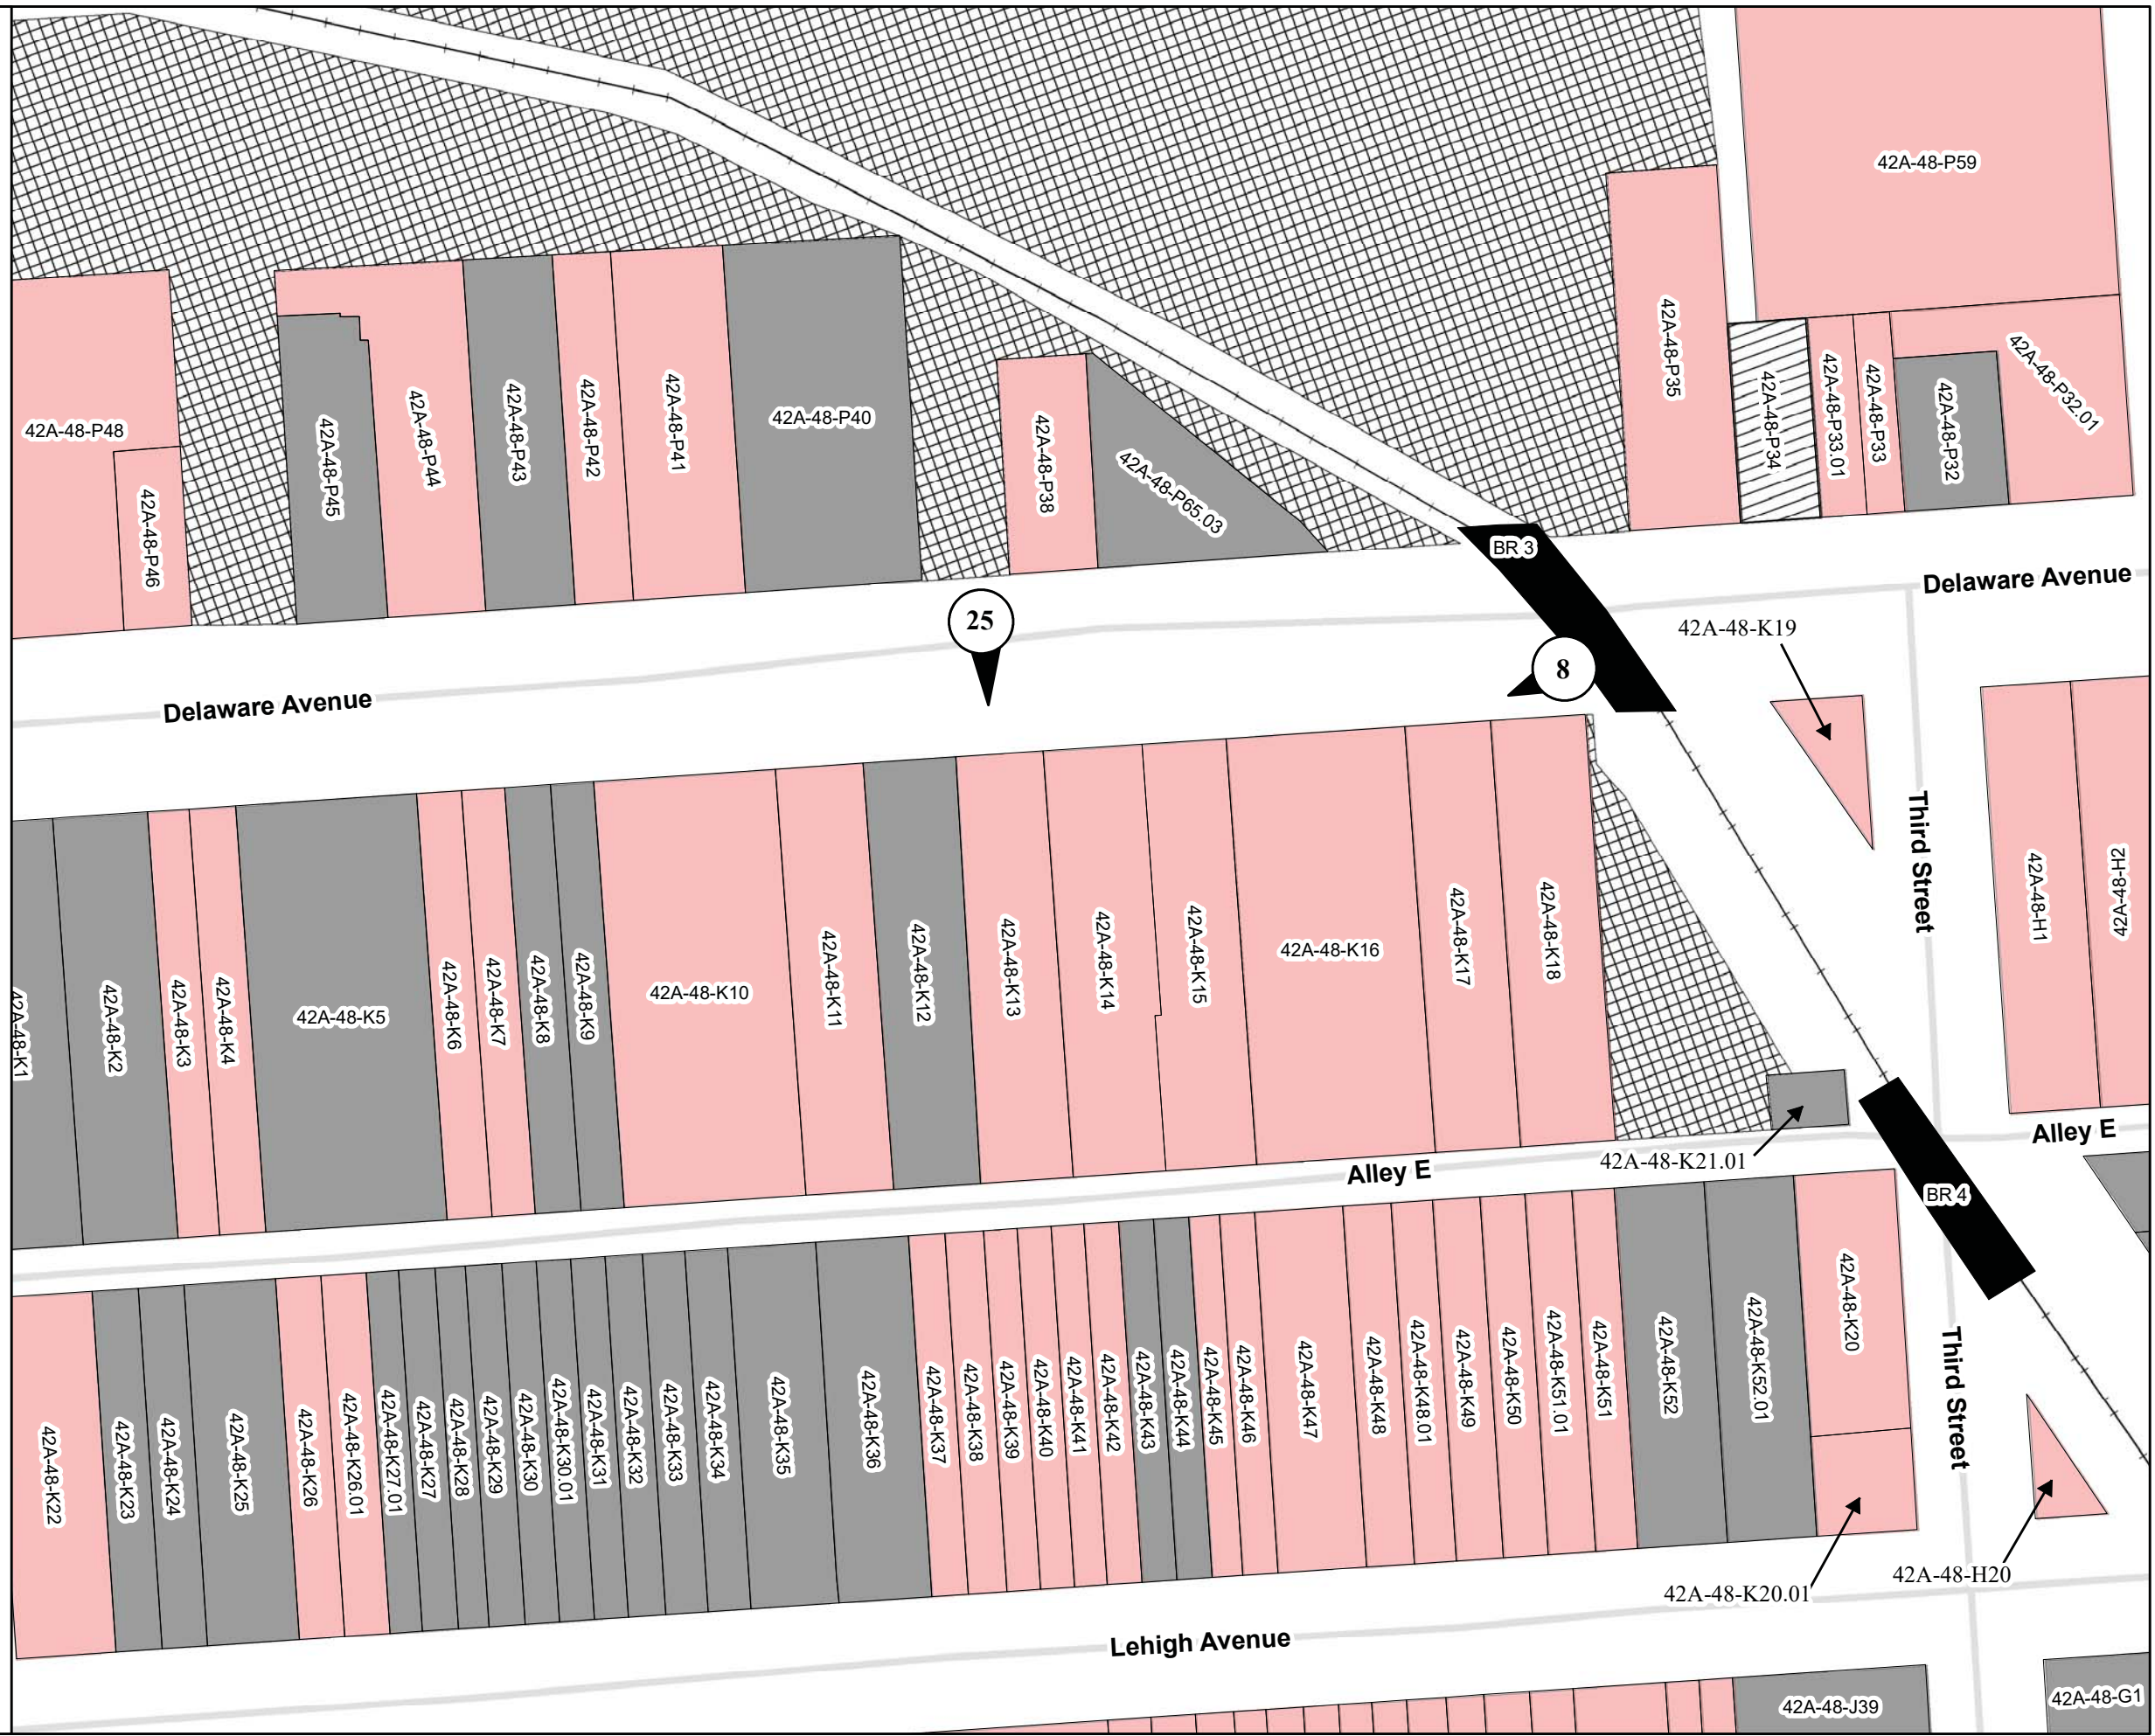 42A-48-P59
42A-48-P48
42A-48-P46
42A-48-P45
42A-48-P44
42A-48-P43
42A-48-P42
42A-48-P41
42A-48-P40
42A-48-P38
42A-48-P65.03
42A-48-P35
42A-48-P34
42A-48-P33.01
42A-48-P33
42A-48-P32
42A-48-P32.01
BR 3
Delaware Avenue
25
8
42A-48-K19
Delaware Avenue
Third Street
42A-48-H1
42A-48-H2
42A-48-K1
42A-48-K2
42A-48-K3
42A-48-K4
42A-48-K5
42A-48-K6
42A-48-K7
42A-48-K8
42A-48-K9
42A-48-K10
42A-48-K11
42A-48-K12
42A-48-K13
42A-48-K14
42A-48-K15
42A-48-K16
42A-48-K17
42A-48-K18
Alley E
42A-48-K21.01
Alley E
BR 4
42A-48-K22
42A-48-K23
42A-48-K24
42A-48-K25
42A-48-K26
42A-48-K26.01
42A-48-K27.01
42A-48-K27
42A-48-K28
42A-48-K29
42A-48-K30
42A-48-K30.01
42A-48-K31
42A-48-K32
42A-48-K33
42A-48-K34
42A-48-K35
42A-48-K36
42A-48-K37
42A-48-K38
42A-48-K39
42A-48-K40
42A-48-K41
42A-48-K42
42A-48-K43
42A-48-K44
42A-48-K45
42A-48-K46
42A-48-K47
42A-48-K48
42A-48-K48.01
42A-48-K49
42A-48-K50
42A-48-K51.01
42A-48-K51
42A-48-K52
42A-48-K52.01
42A-48-K20
Third Street
42A-48-K20.01
42A-48-H20
Lehigh Avenue
42A-48-J39
42A-48-G1